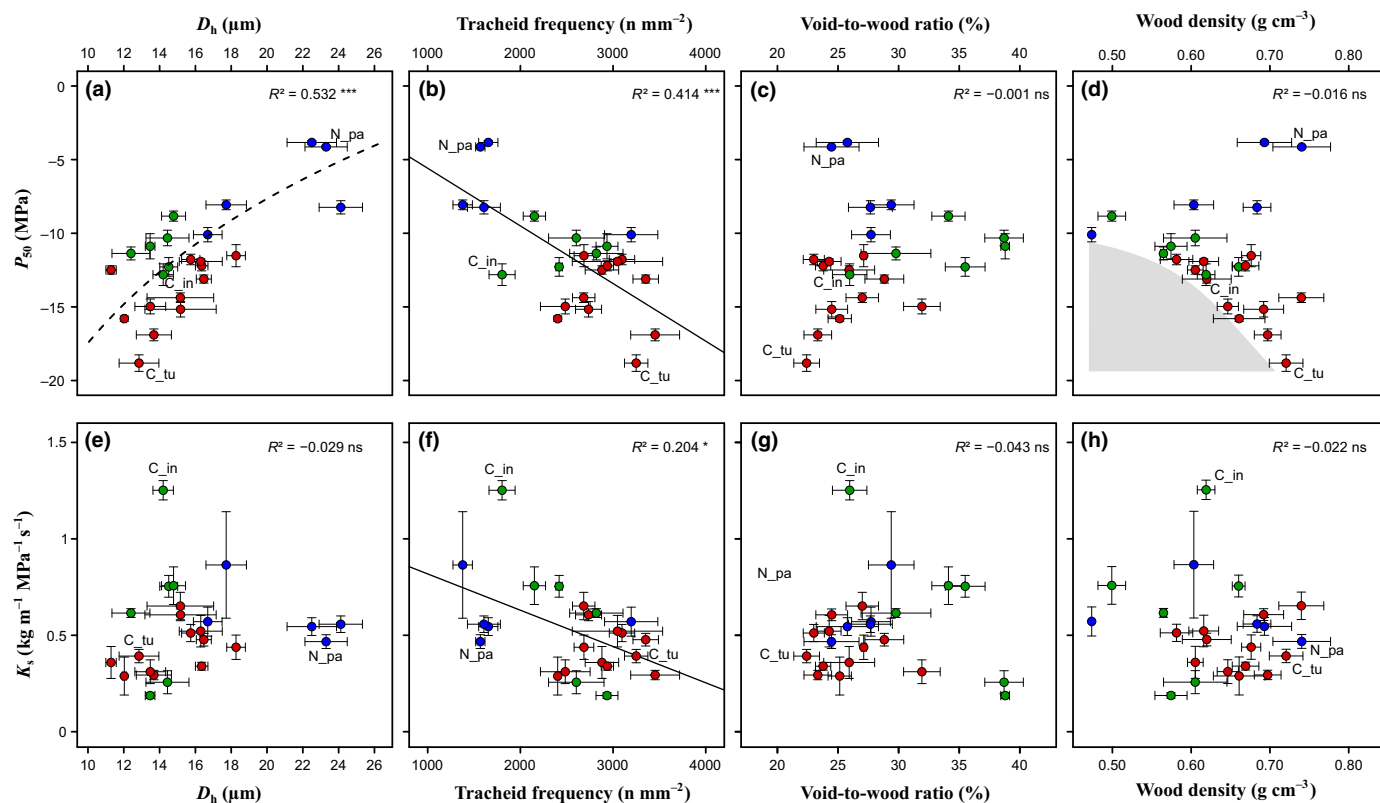 D_h (µm)
Tracheid frequency (n mm⁻²)
Void-to-wood ratio (%)
Wood density (g cm⁻³)
10 12 14 16 18 20 22 24 26
1000 2000 3000 4000
25 30 35 40
0.50 0.60 0.70 0.80
(a)
R² = 0.532 ***
N_pa
C_in
C_tu
(b)
R² = 0.414 ***
N_pa
C_in
C_tu
(c)
R² = −0.001 ns
N_pa
C_in
C_tu
(d)
R² = −0.016 ns
N_pa
C_in
C_tu
P₅₀ (MPa)
0
−5
−10
−15
−20
(e)
R² = −0.029 ns
C_in
C_tu
N_pa
(f)
R² = 0.204 *
C_in
C_tu
N_pa
(g)
R² = −0.043 ns
C_in
N_pa
C_tu
(h)
R² = −0.022 ns
C_in
N_pa
C_tu
K_s (kg m⁻¹ MPa⁻¹ s⁻¹)
1.5
1
0.5
0
10 12 14 16 18 20 22 24 26
1000 2000 3000 4000
20 25 30 35 40
0.50 0.60 0.70 0.80
D_h (µm)
Tracheid frequency (n mm⁻²)
Void-to-wood ratio (%)
Wood density (g cm⁻³)